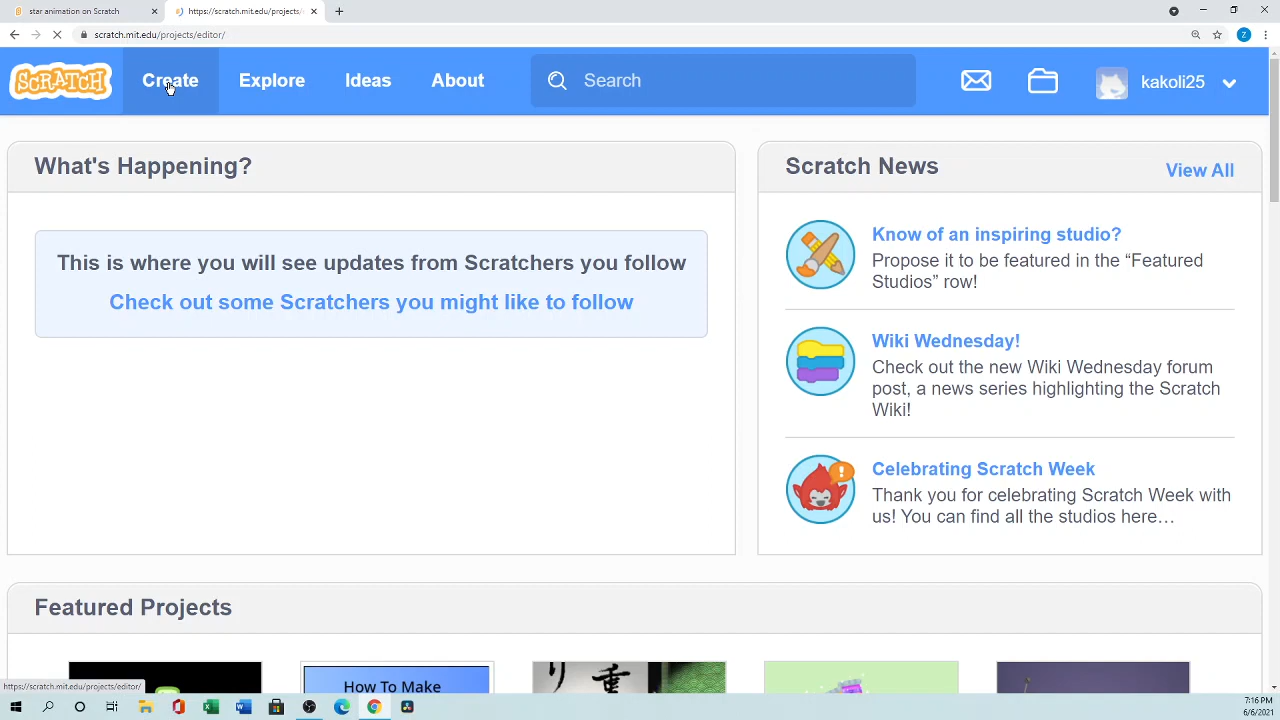 star animation on Scratch
https://scratch.mit.edu/projects/
scratch.mit.edu/projects/editor/
Z
SCRATCH
Create
Explore
Ideas
About
Search
kakoli25
What's Happening?
This is where you will see updates from Scratchers you follow
Check out some Scratchers you might like to follow
Scratch News
View All
Know of an inspiring studio?
Propose it to be featured in the “Featured
Studios” row!
Wiki Wednesday!
Check out the new Wiki Wednesday forum
post, a news series highlighting the Scratch
Wiki!
Celebrating Scratch Week
Thank you for celebrating Scratch Week with
us! You can find all the studios here…
Featured Projects
How To Make
重
https://scratch.mit.edu/projects/editor/
7:16 PM
6/6/2021